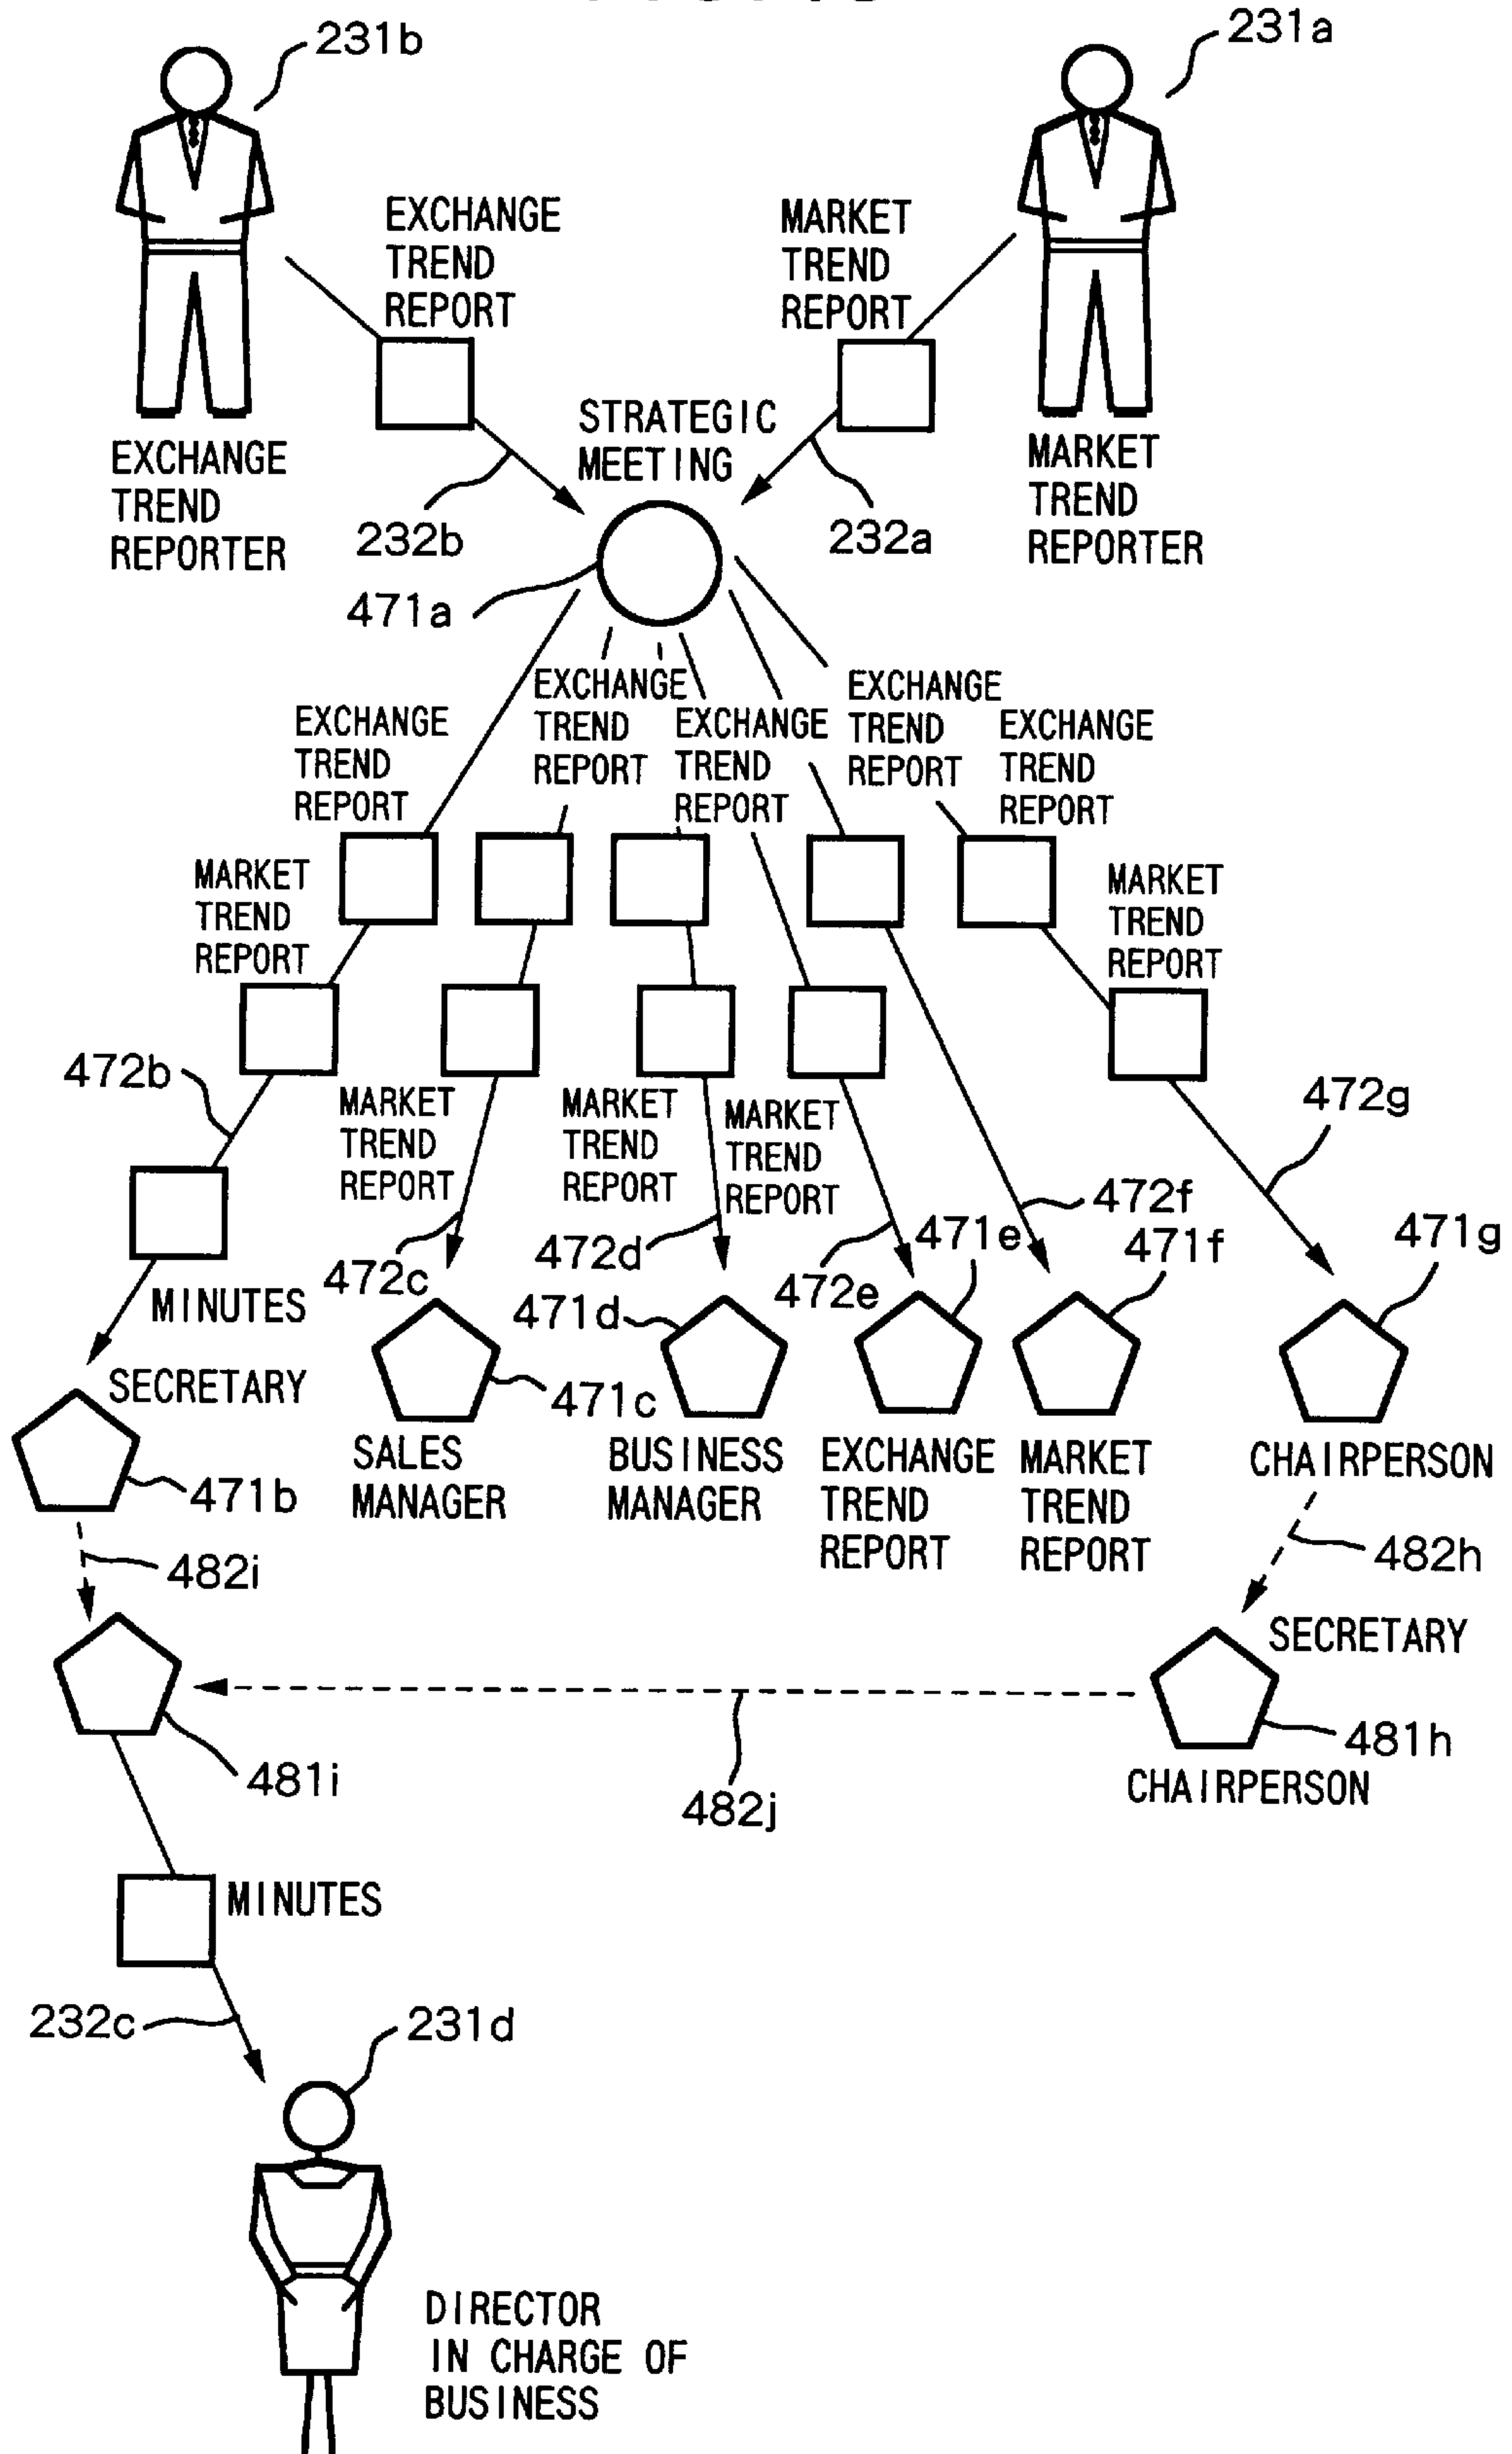 231b
231a
EXCHANGE
TREND
REPORT
MARKET
TREND
REPORT
STRATEGIC
MEETING
EXCHANGE
TREND
REPORTER
MARKET
TREND
REPORTER
232b
232a
471a
EXCHANGE
TREND
REPORT
EXCHANGE
TREND
REPORT
EXCHANGE
TREND
REPORT
EXCHANGE
TREND
REPORT
EXCHANGE
TREND
REPORT
MARKET
TREND
REPORT
MARKET
TREND
REPORT
472b
MARKET
TREND
REPORT
MARKET
TREND
REPORT
MARKET
TREND
REPORT
472g
472f
472c
472d
472e
471e
471f
471g
MINUTES
471d
SECRETARY
471c
471b
SALES
MANAGER
BUSINESS
MANAGER
EXCHANGE
TREND
REPORT
MARKET
TREND
REPORT
CHAIRPERSON
482i
482h
SECRETARY
481i
482j
481h
CHAIRPERSON
MINUTES
232c
231d
DIRECTOR
IN CHARGE OF
BUSINESS